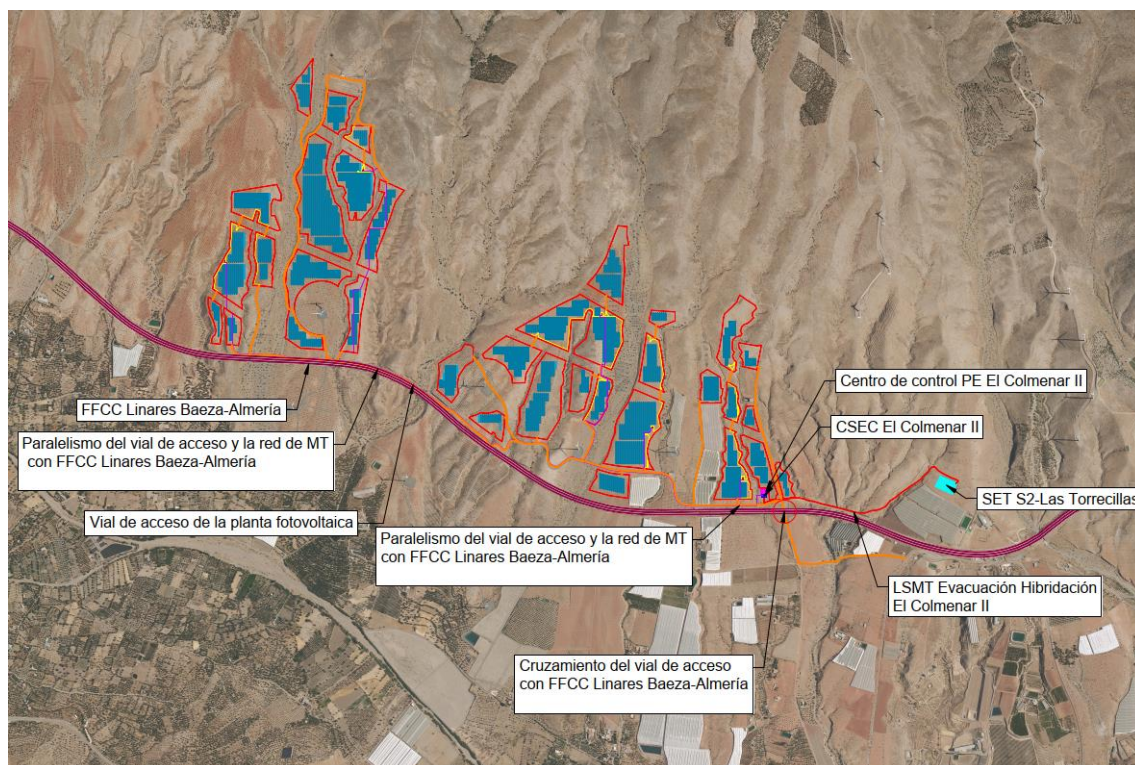 Centro de control PE El Colmenar II
FFCC Linares Baeza-Almería
CSEC El Colmenar II
Paralelismo del vial de acceso y la red de MT
con FFCC Linares Baeza-Almería
SET S2-Las Torrecillas
Vial de acceso de la planta fotovoltaica
Paralelismo del vial de acceso y la red de MT
con FFCC Linares Baeza-Almería
LSMT Evacuación Hibridación
El Colmenar II
Cruzamiento del vial de acceso
con FFCC Linares Baeza-Almería